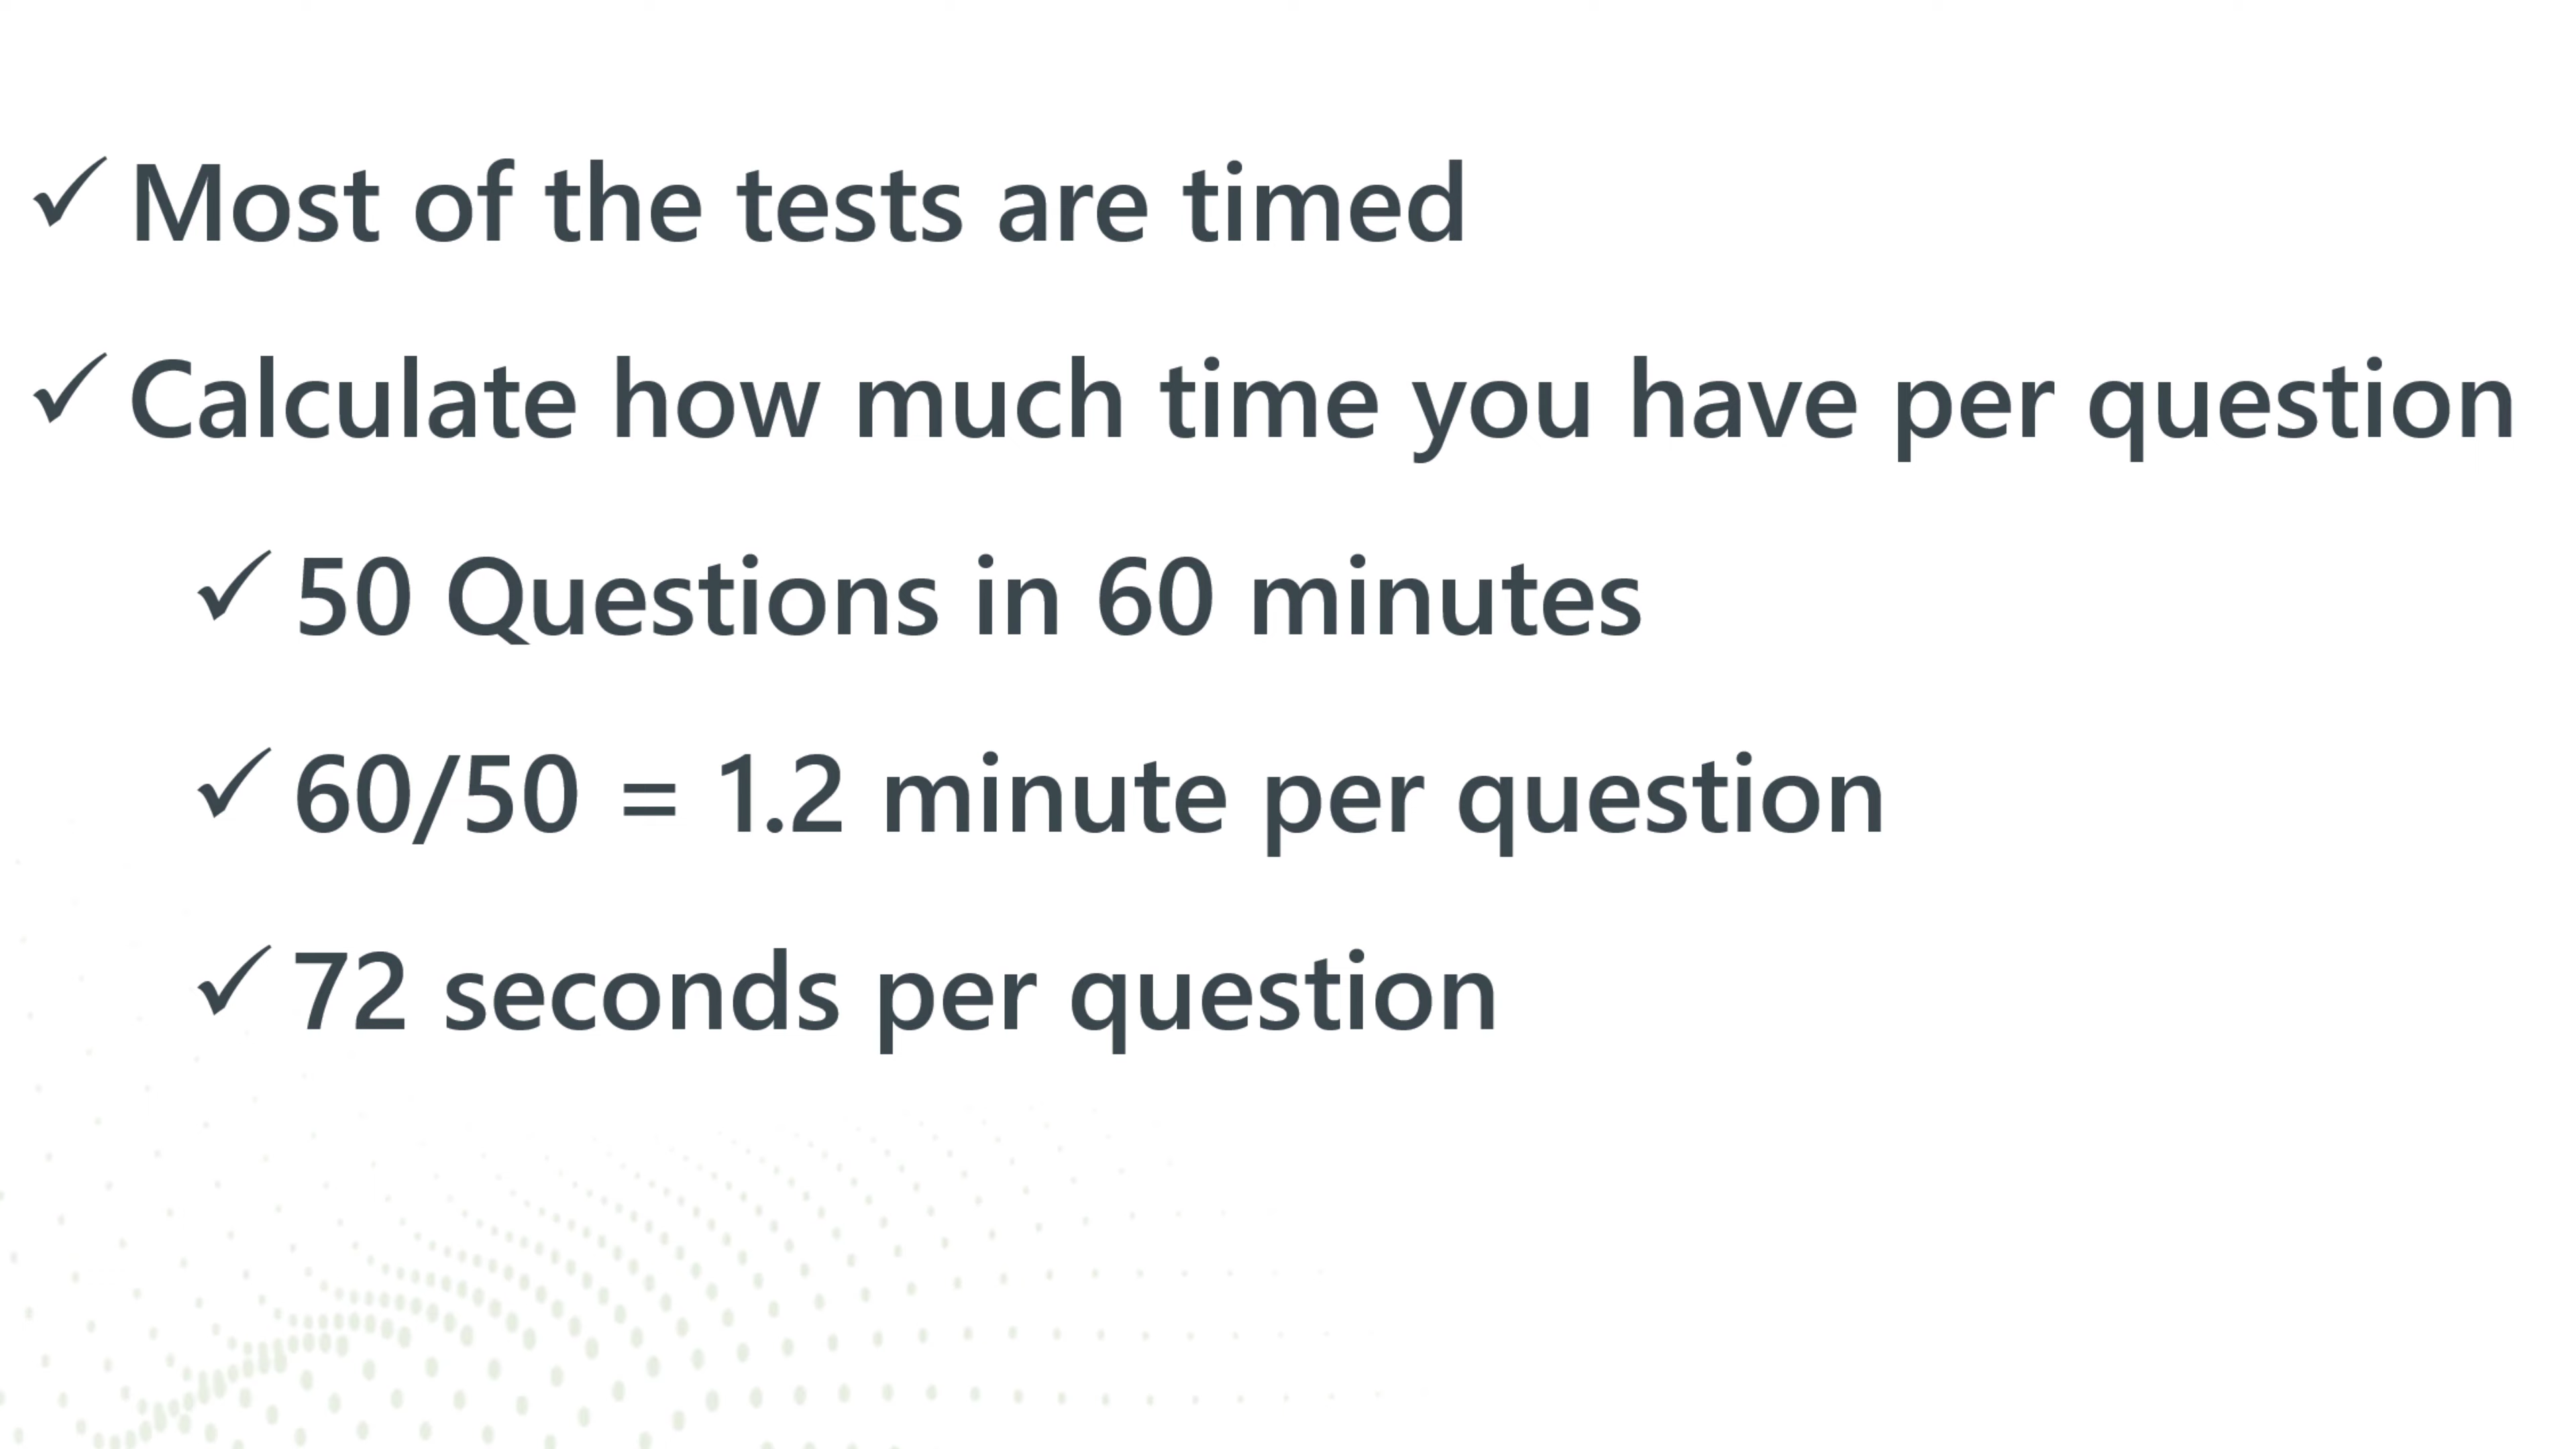 ✓ Most of the tests are timed
✓ Calculate how much time you have per question
✓ 50 Questions in 60 minutes
✓ 60/50 = 1.2 minute per question
✓ 72 seconds per question